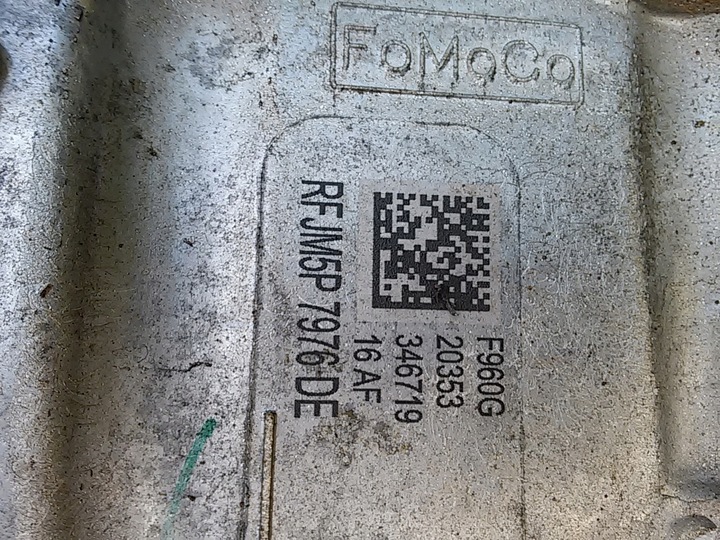 FoMoCo
F960G
20353
346719
16 AF
RFJM5P 7976 DE